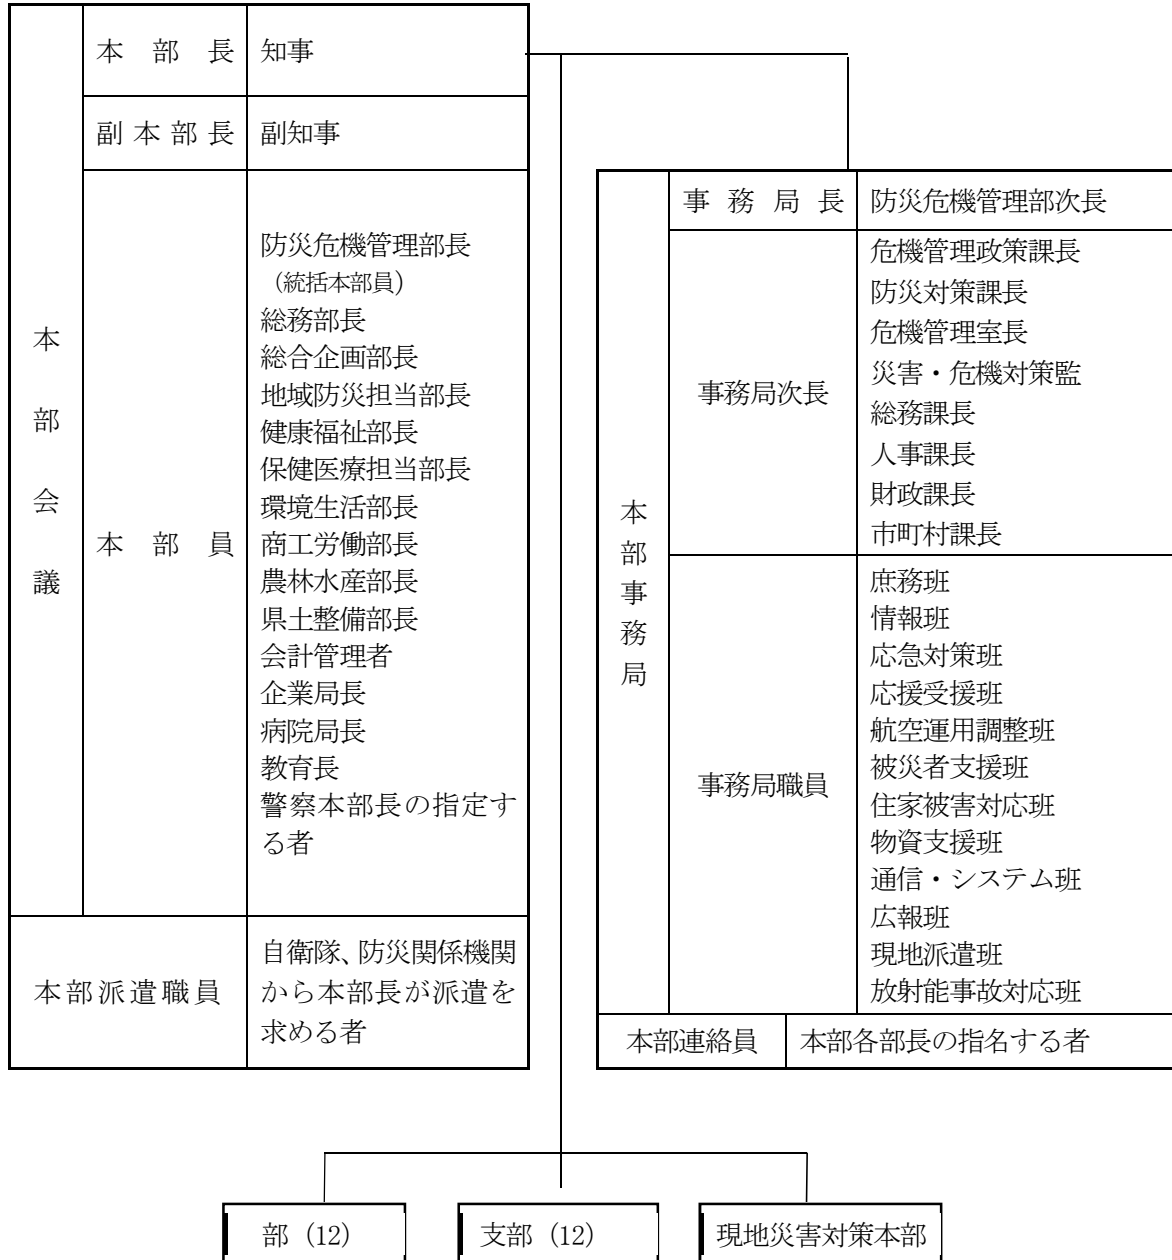 本部会議
本部長 知事
副本部長 副知事
本部員
防災危機管理部長
（統括本部員）
総務部長
総合企画部長
地域防災担当部長
健康福祉部長
保健医療担当部長
環境生活部長
商工労働部長
農林水産部長
県土整備部長
会計管理者
企業局長
病院局長
教育長
警察本部長の指定す
る者
本部派遣職員
自衛隊、防災関係機関
から本部長が派遣を
求める者
本部事務局
事務局長 防災危機管理部次長
事務局次長
危機管理政策課長
防災対策課長
危機管理室長
災害・危機対策監
総務課長
人事課長
財政課長
市町村課長
事務局職員
庶務班
情報班
応急対策班
応援受援班
航空運用調整班
被災者支援班
住家被害対応班
物資支援班
通信・システム班
広報班
現地派遣班
放射能事故対応班
本部連絡員 本部各部長の指名する者
部（12） 支部（12） 現地災害対策本部